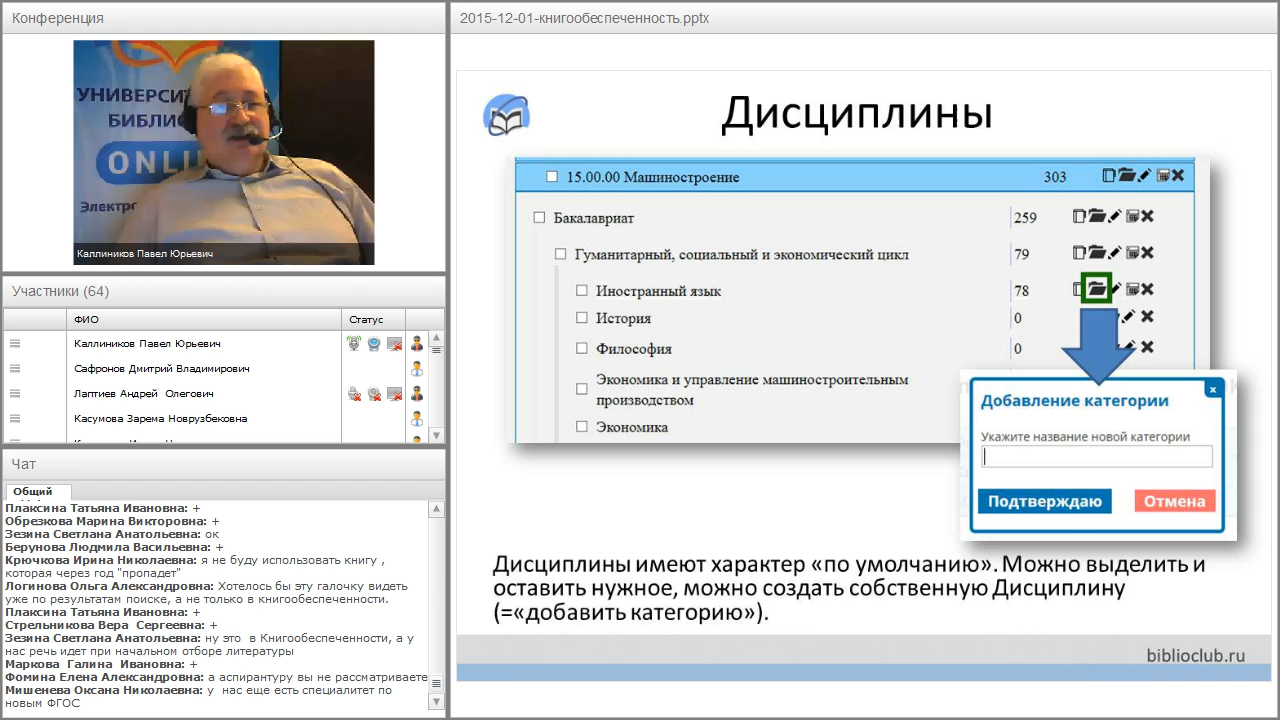 Конференция
УНИВЕРСИ
БИБЛИО
ONLI
Электро
Каллиников Павел Юрьевич
Участники (64)
ФИО Статус
Каллиников Павел Юрьевич
Сафронов Дмитрий Владимирович
Лаптиев Андрей Олегович
Касумова Зарема Новрузбековна
Чат
Общий
Плаксина Татьяна Ивановна: +
Обрезкова Марина Викторовна: +
Зезина Светлана Анатольевна: ок
Берунова Людмила Васильевна: +
Крючкова Ирина Николаевна: я не буду использовать книгу ,
которая через год "пропадет"
Логинова Ольга Александровна: Хотелось бы эту галочку видеть
уже по результатам поиске, а не только в книгообеспеченности.
Плаксина Татьяна Ивановна: +
Стрельникова Вера Сергеевна: +
Зезина Светлана Анатольевна: ну это в Книгообеспеченности, а у
нас речь идет при начальном отборе литературы
Маркова Галина Ивановна: +
Фомина Елена Александровна: а аспирантуру вы не рассматриваете
Мишенева Оксана Николаевна: у нас еще есть специалитет по
новым ФГОС
2015-12-01-книгообеспеченность.pptx
Дисциплины
15.00.00 Машиностроение 303
Бакалавриат 259
Гуманитарный, социальный и экономический цикл 79
Иностранный язык 78
История 0
Философия 0
Экономика и управление машиностроительным
производством
Экономика
Добавление категории
x
Укажите название новой категории
Подтверждаю Отмена
Дисциплины имеют характер «по умолчанию». Можно выделить и
оставить нужное, можно создать собственную Дисциплину
(=«добавить категорию»).
biblioclub.ru